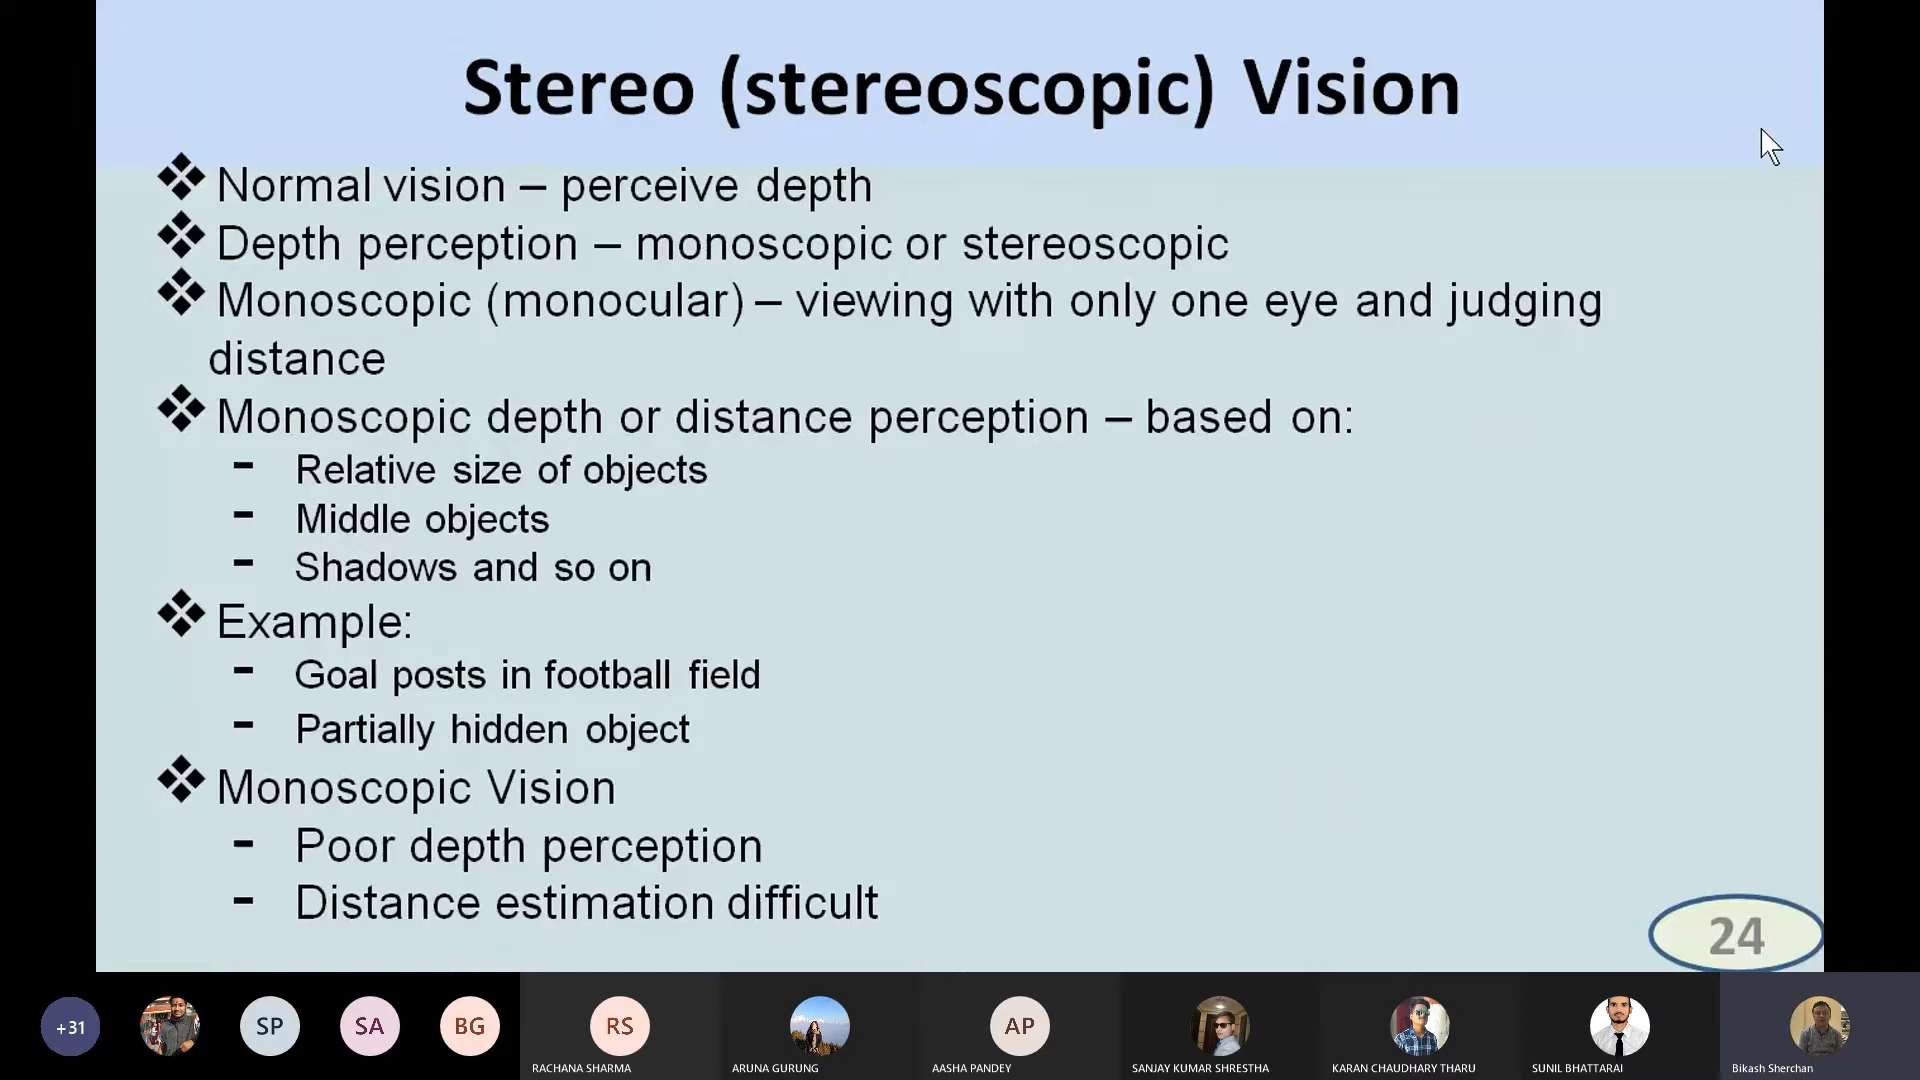 Stereo (stereoscopic) Vision
❖ Normal vision – perceive depth
❖ Depth perception – monoscopic or stereoscopic
❖ Monoscopic (monocular) – viewing with only one eye and judging
distance
❖ Monoscopic depth or distance perception – based on:
- Relative size of objects
- Middle objects
- Shadows and so on
❖ Example:
- Goal posts in football field
- Partially hidden object
❖ Monoscopic Vision
- Poor depth perception
- Distance estimation difficult
24
+31
SP
SA
BG
RS
AP
RACHANA SHARMA
ARUNA GURUNG
AASHA PANDEY
SANJAY KUMAR SHRESTHA
KARAN CHAUDHARY THARU
SUNIL BHATTARAI
Bikash Sherchan